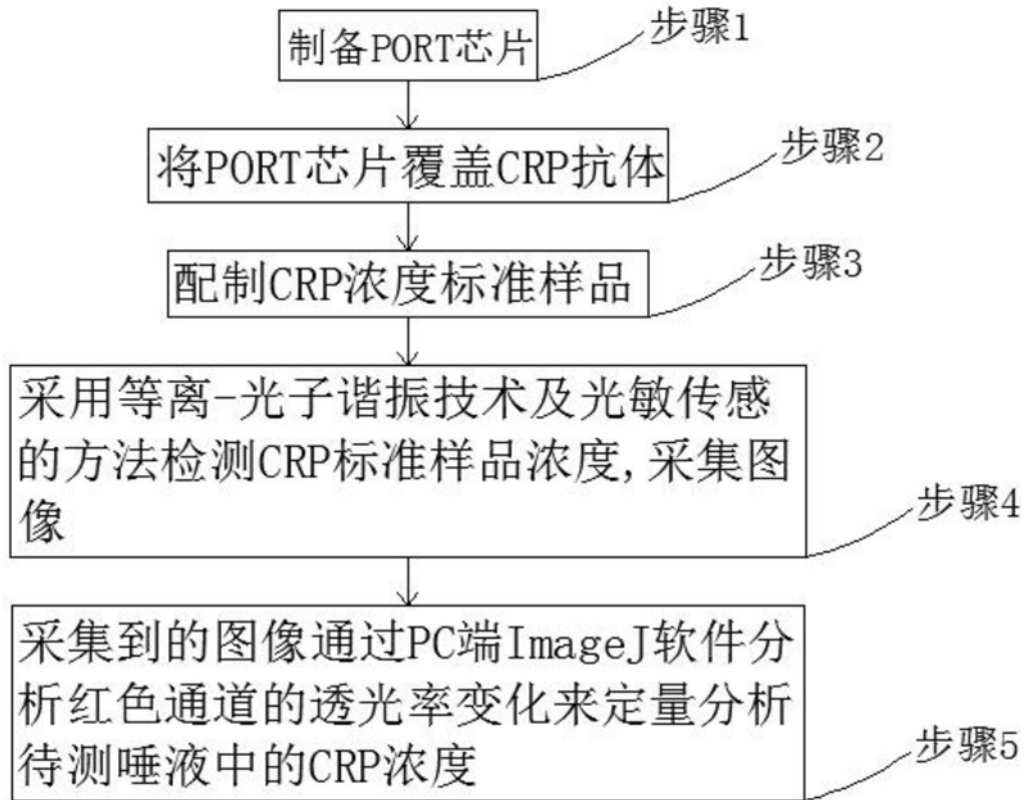 制备PORT芯片
步骤1
将PORT芯片覆盖CRP抗体
步骤2
配制CRP浓度标准样品
步骤3
采用等离-光子谐振技术及光敏传感
的方法检测CRP标准样品浓度,采集图
像
步骤4
采集到的图像通过PC端ImageJ软件分
析红色通道的透光率变化来定量分析
待测唾液中的CRP浓度
步骤5